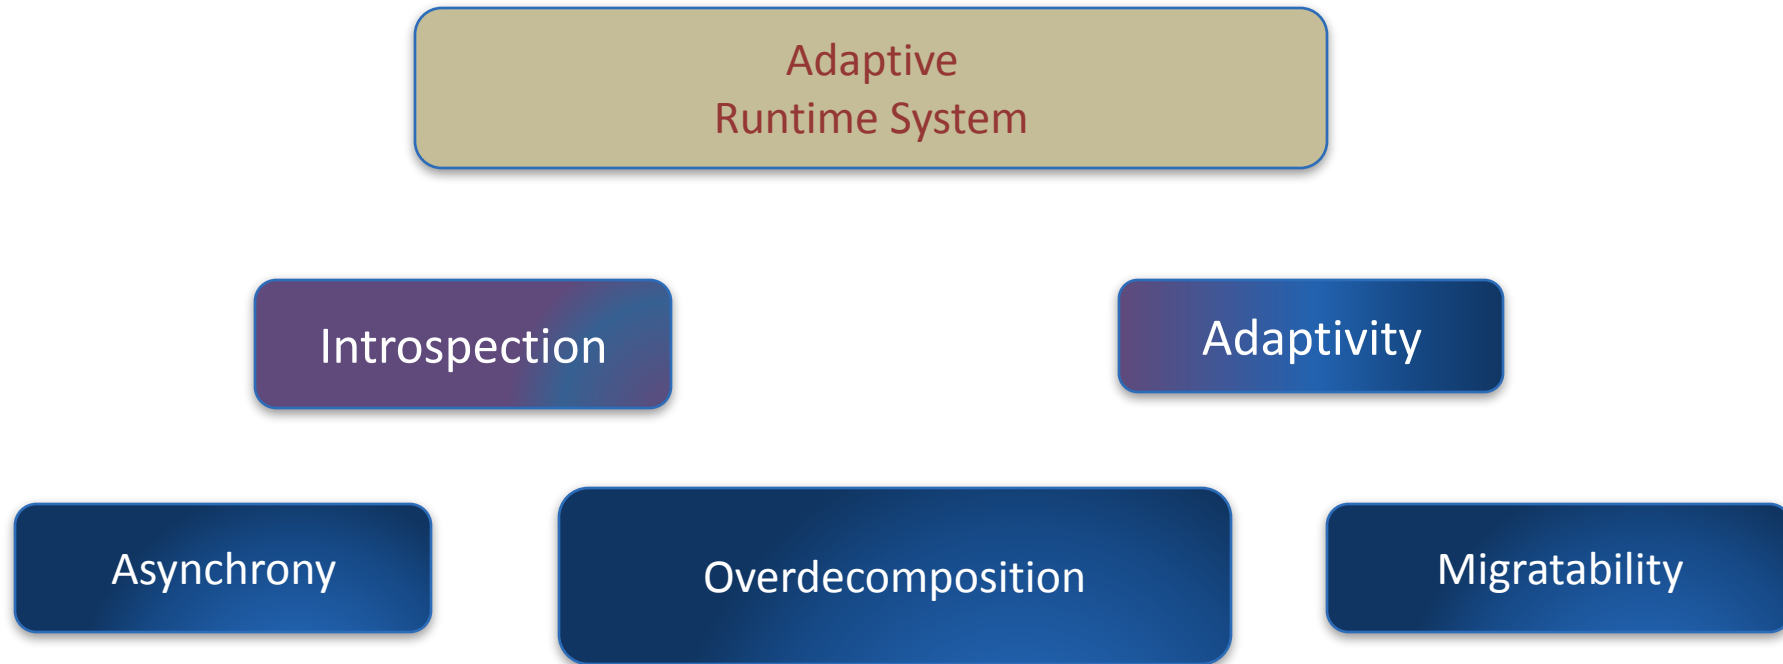 Adaptive
Runtime System
Introspection
Adaptivity
Asynchrony
Overdecomposition
Migratability